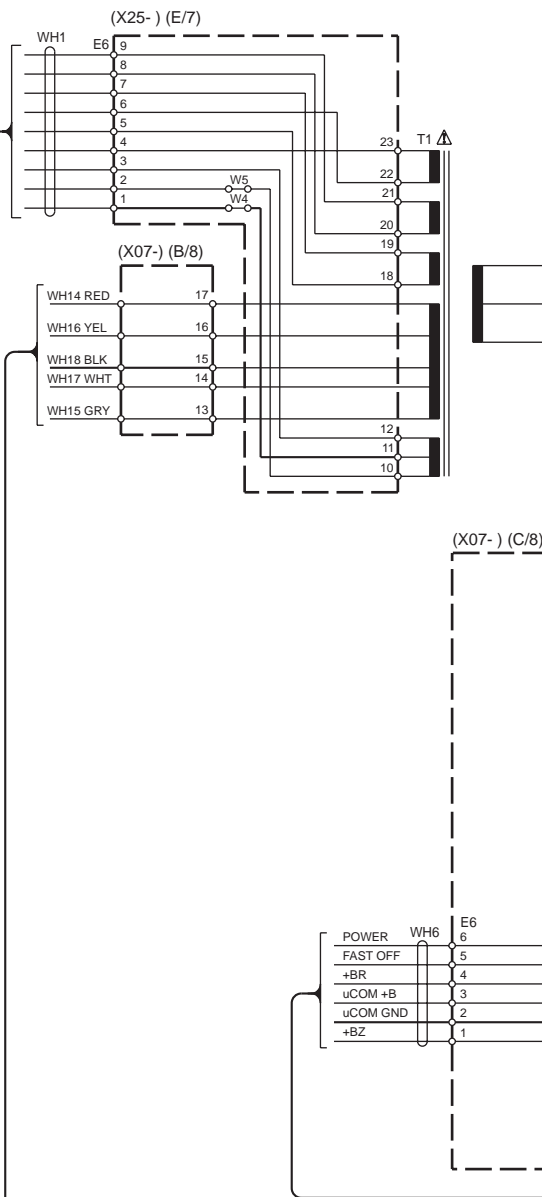 (X25- ) (E/7)
WH1
E6
9
8
7
6
5
4
3
2
1
W5
W4
23
22
21
20
19
18
12
11
10
T1
(X07-) (B/8)
WH14 RED 17
WH16 YEL 16
WH18 BLK 15
WH17 WHT 14
WH15 GRY 13
(X07- ) (C/8)
WH6
E6
POWER 6
FAST OFF 5
+BR 4
uCOM +B 3
uCOM GND 2
+BZ 1